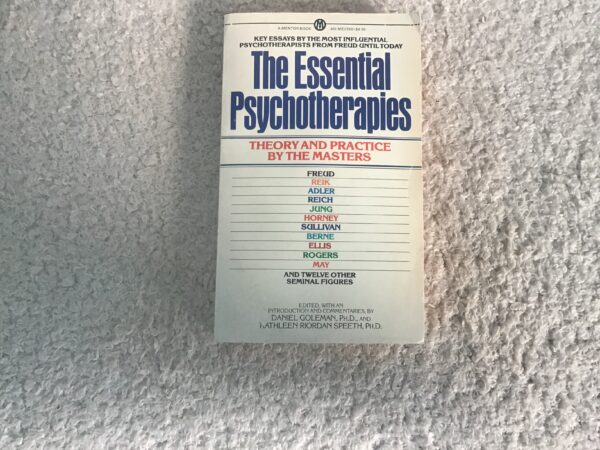 A MENTOR BOOK
KEY ESSAYS BY THE MOST INFLUENTIAL
PSYCHOTHERAPISTS FROM FREUD UNTIL TODAY
The Essential
Psychotherapies
THEORY AND PRACTICE
BY THE MASTERS
FREUD
REIK
ADLER
REICH
JUNG
HORNEY
SULLIVAN
BERNE
ELLIS
ROGERS
MAY
AND TWELVE OTHER
SEMINAL FIGURES
EDITED, WITH AN
INTRODUCTION AND COMMENTARIES, BY
DANIEL GOLEMAN, PH.D., AND
KATHLEEN RIORDAN SPEETH, PH.D.